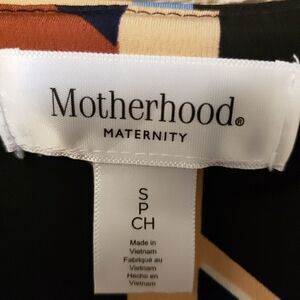 Motherhood®
MATERNITY
S
P
CH
Made in
Vietnam
Fabriqué au
Vietnam
Hecho en
Vietnam